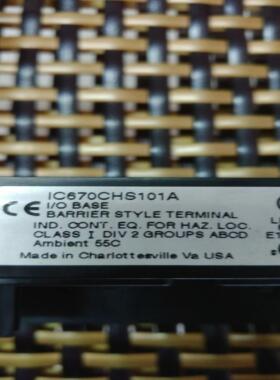 IC670CHS101A
CE I/O BASE
BARRIER STYLE TERMINAL
IND. CONT. EQ. FOR HAZ. LOC.
CLASS I DIV 2 GROUPS ABCD
Ambient 55C
Made in Charlottesville Va USA